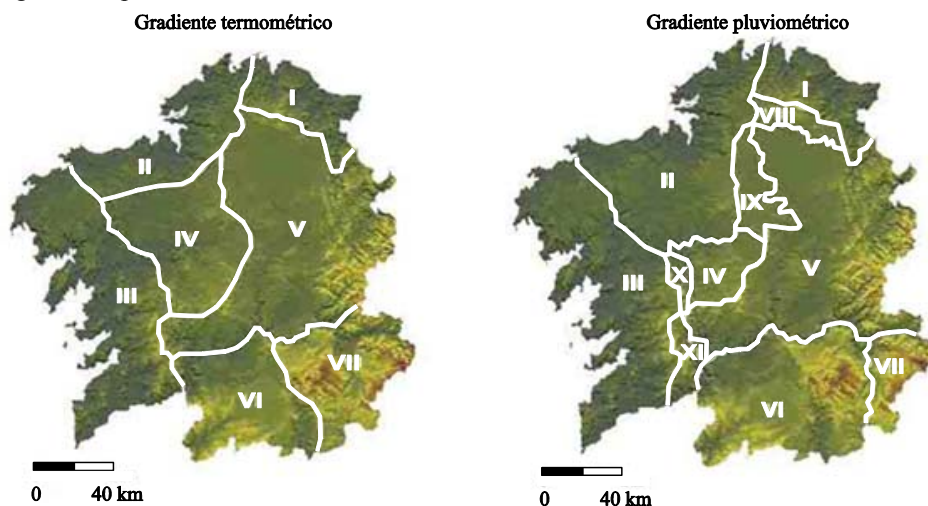 Gradiente termométrico
I
II
IV
V
III
VII
VI
0 40 km
Gradiente pluviométrico
I
VIII
II
IX
V
III
X
IV
XI
VII
VI
0 40 km